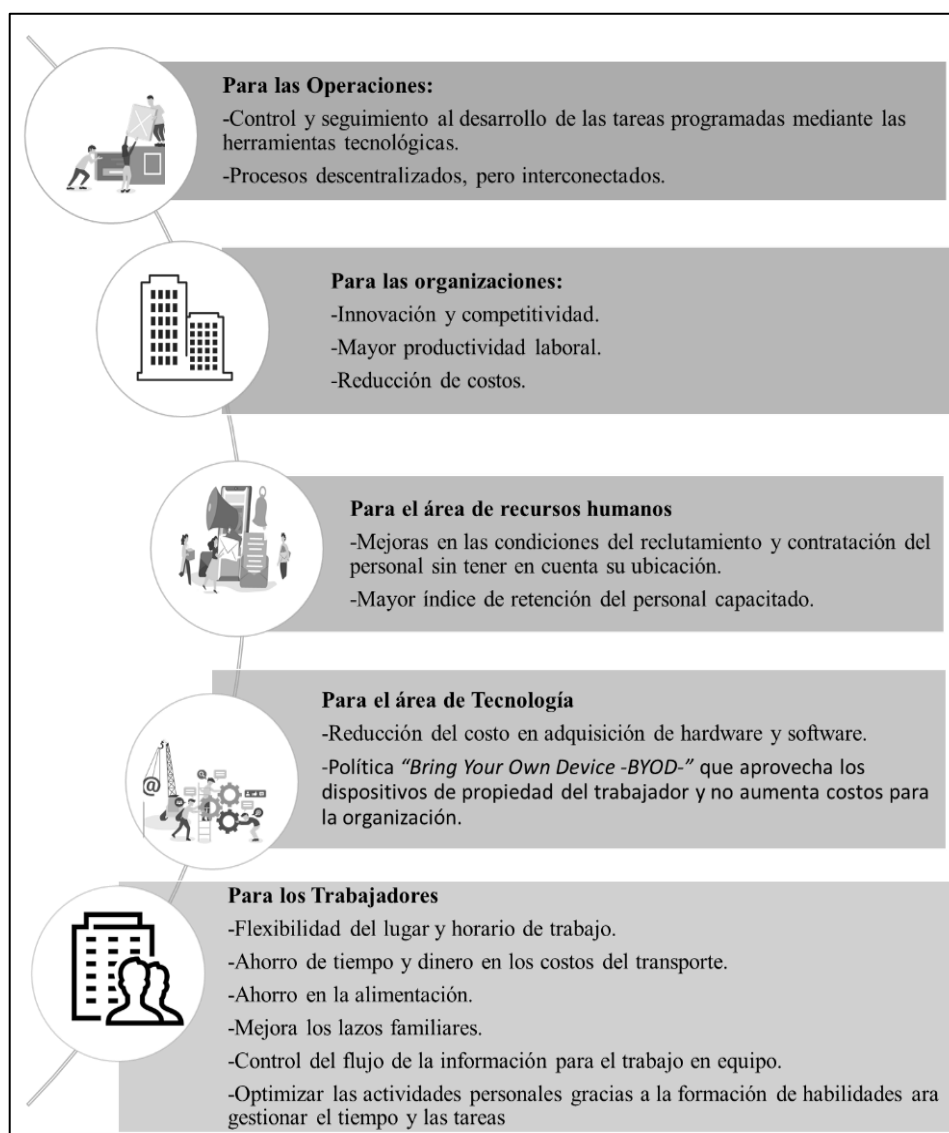 Para las Operaciones:
-Control y seguimiento al desarrollo de las tareas programadas mediante las
herramientas tecnológicas.
-Procesos descentralizados, pero interconectados.
Para las organizaciones:
-Innovación y competitividad.
-Mayor productividad laboral.
-Reducción de costos.
Para el área de recursos humanos
-Mejoras en las condiciones del reclutamiento y contratación del
personal sin tener en cuenta su ubicación.
-Mayor índice de retención del personal capacitado.
Para el área de Tecnología
-Reducción del costo en adquisición de hardware y software.
-Política “Bring Your Own Device -BYOD-” que aprovecha los
dispositivos de propiedad del trabajador y no aumenta costos para
la organización.
@
Para los Trabajadores
-Flexibilidad del lugar y horario de trabajo.
-Ahorro de tiempo y dinero en los costos del transporte.
-Ahorro en la alimentación.
-Mejora los lazos familiares.
-Control del flujo de la información para el trabajo en equipo.
-Optimizar las actividades personales gracias a la formación de habilidades ara
gestionar el tiempo y las tareas